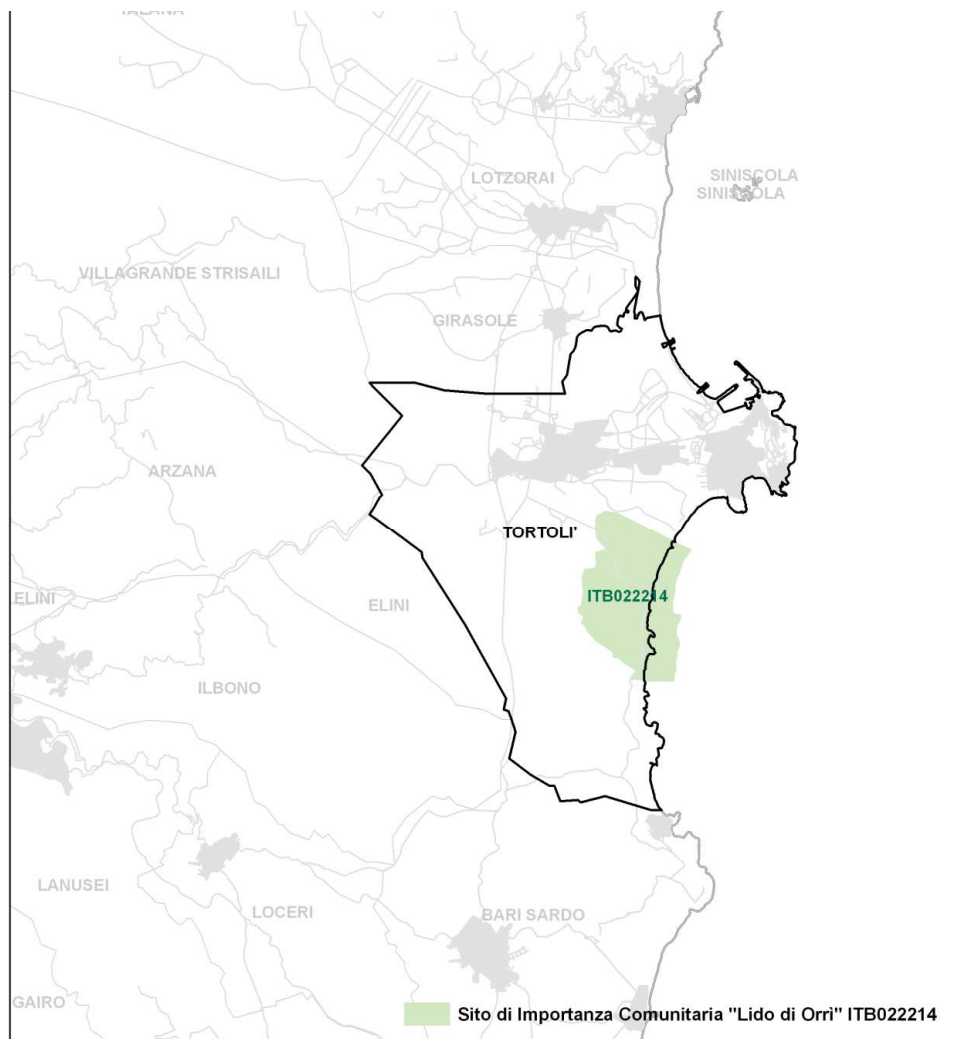 TALANA
SINISCOLA
LOTZORAI
SINISCOLA
VILLAGRANDE STRISAILI
GIRASOLE
ARZANA
TORTOLI'
ITB022214
ELINI
ELINI
ILBONO
LANUSEI
LOCERI
BARI SARDO
GAIRO
Sito di Importanza Comunitaria "Lido di Orrì" ITB022214